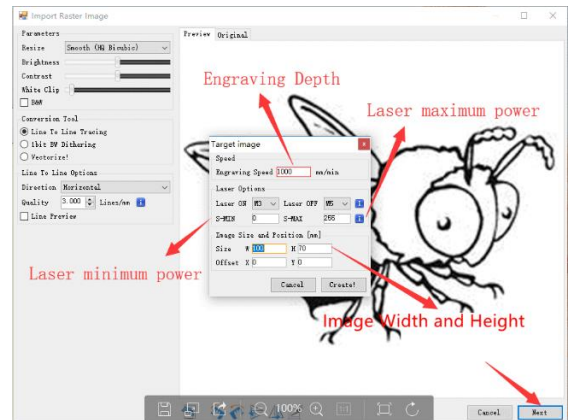 Import Raster Image
Parameters
Resize Smooth (HQ Bicubic)
Brightness
Contrast
White Clip
B&W
Conversion Tool
Line To Line Tracing
1bit BW Dithering
Vectorize!
Line To Line Options
Direction Horizontal
Quality 3.000 Lines/mm
Line Preview
Preview Original
Engraving Depth
Laser maximum power
Target image
Speed
Engraving Speed 1000 mm/min
Laser Options
Laser ON M3 Laser OFF M5
S-MIN 0 S-MAX 255
Image Size and Position [mm]
Size W 100 H 70
Offset X 0 Y 0
Cancel Create!
Laser minimum power
Image Width and Height
100%
1:1
Cancel Next